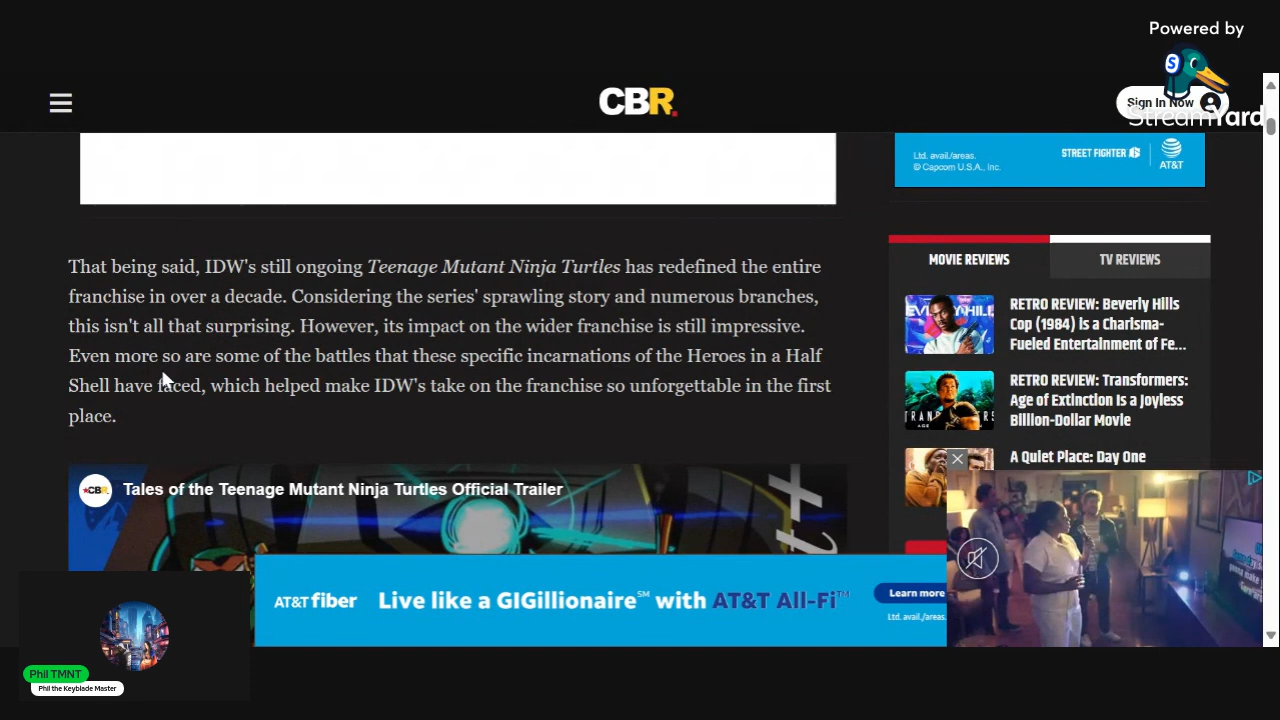 Powered by
S
CBR
Sign In Now
StreamYard
Ltd. avail./areas.
© Capcom U.S.A., Inc.
STREET FIGHTER 6
AT&T
That being said, IDW's still ongoing Teenage Mutant Ninja Turtles has redefined the entire
franchise in over a decade. Considering the series' sprawling story and numerous branches,
this isn't all that surprising. However, its impact on the wider franchise is still impressive.
Even more so are some of the battles that these specific incarnations of the Heroes in a Half
Shell have faced, which helped make IDW's take on the franchise so unforgettable in the first
place.
MOVIE REVIEWS
TV REVIEWS
RETRO REVIEW: Beverly Hills
Cop (1984) Is a Charisma-
Fueled Entertainment of Fe...
RETRO REVIEW: Transformers:
Age of Extinction Is a Joyless
Billion-Dollar Movie
A Quiet Place: Day One
CBR
Tales of the Teenage Mutant Ninja Turtles Official Trailer
AT&T fiber
Live like a GIGillionaire℠ with AT&T All-Fi™
Learn more
Ltd. avail./areas.
Phil TMNT
Phil the Keyblade Master